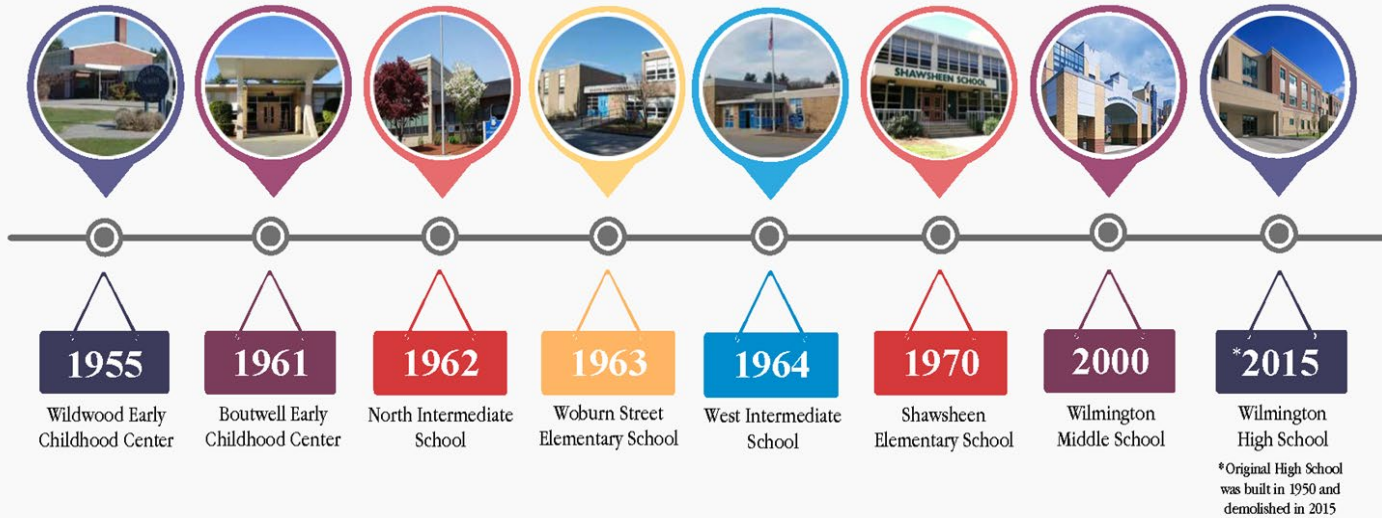 SHAWSHEEN SCHOOL
1955
1961
1962
1963
1964
1970
2000
*2015
Wildwood Early
Childhood Center
Boutwell Early
Childhood Center
North Intermediate
School
Woburn Street
Elementary School
West Intermediate
School
Shawsheen
Elementary School
Wilmington
Middle School
Wilmington
High School
*Original High School
was built in 1950 and
demolished in 2015